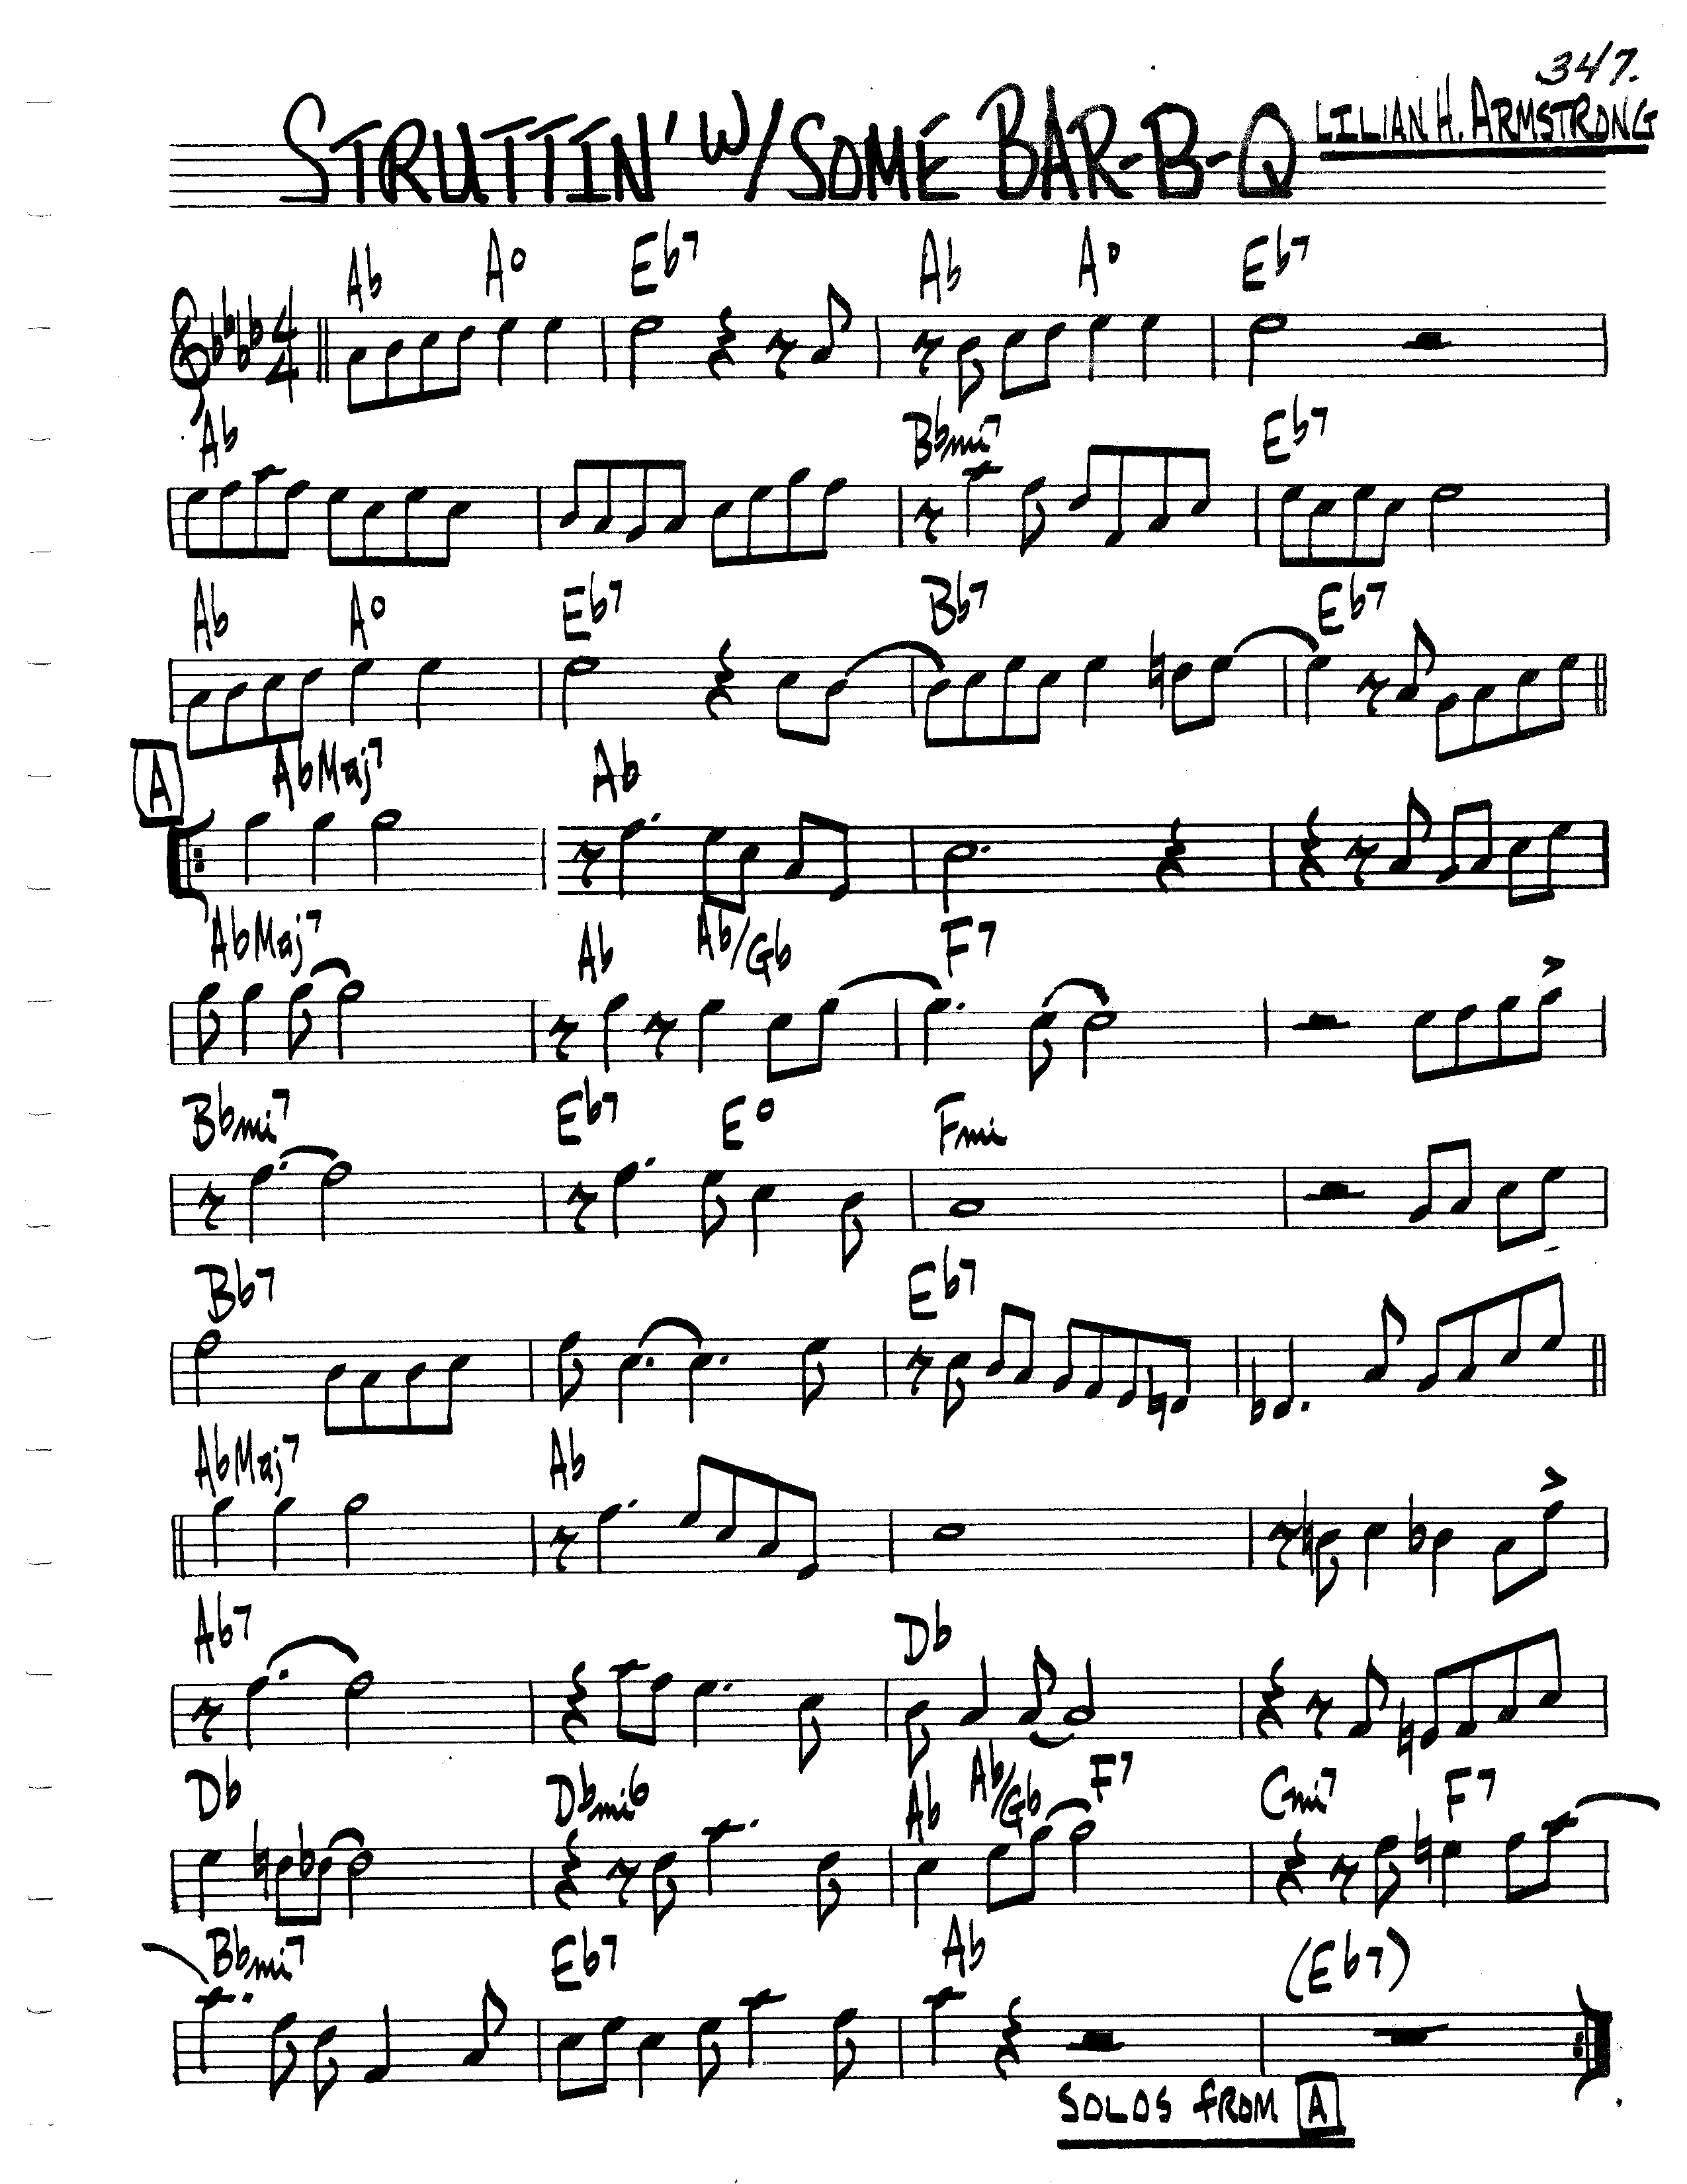 347.
STRUTTIN' W/ SOME BAR-B-Q LILIAN H. ARMSTRONG
Ab A° Eb7 Ab A° Eb7
4
4
Ab Bbmi7 Eb7
Ab A° Eb7 Bb7 Eb7
A AbMaj7 Ab
AbMaj7 Ab Ab/Gb F7
Bbmi7 Eb7 E° Fmi
Bb7 Eb7
AbMaj7 Ab
Ab7 Db
Db Dbmi6 Ab Ab/Gb F7 Cmi7 F7
Bbmi7 Eb7 Ab (Eb7)
SOLOS FROM A